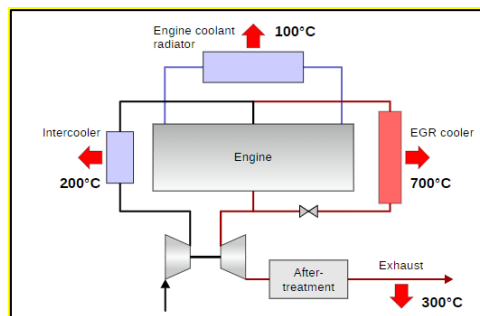 Engine coolant
radiator
100°C
Intercooler
200°C
Engine
EGR cooler
700°C
After-
treatment
Exhaust
300°C